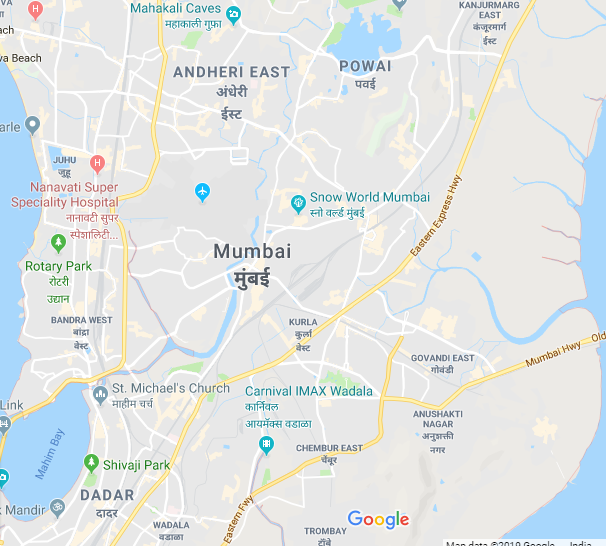 KANJURMARG
EAST
कंजूरमार्ग
ईस्ट
Mahakali Caves
महाकाली गुफ़ा
va Beach
Beach
ANDHERI EAST
अंधेरी
ईस्ट
POWAI
पवई
arle
JUHU
जुहू
H
Nanavati Super
Speciality Hospital
नानावटी सुपर
स्पेशालिटी...
Snow World Mumbai
स्नो वर्ल्ड मुंबई
Eastern Express Hwy
Rotary Park
रोटरी
उद्यान
Mumbai
मुंबई
BANDRA WEST
बांद्रा
वेस्ट
KURLA
कुर्ला
वेस्ट
GOVANDI EAST
गोवंडी
Mumbai Hwy
Old
St. Michael's Church
माहीम चर्च
Link
Carnival IMAX Wadala
कार्निवल
आयमॅक्स वडाळा
ANUSHAKTI
NAGAR
अनुशक्ती
नगर
Mahim Bay
Shivaji Park
CHEMBUR EAST
चेंबूर
DADAR
दादर
k Mandir
WADALA
वडाळा
Eastern Fwy
TROMBAY
ट्रॉम्बे
Google
Map data ©2019 Google
India